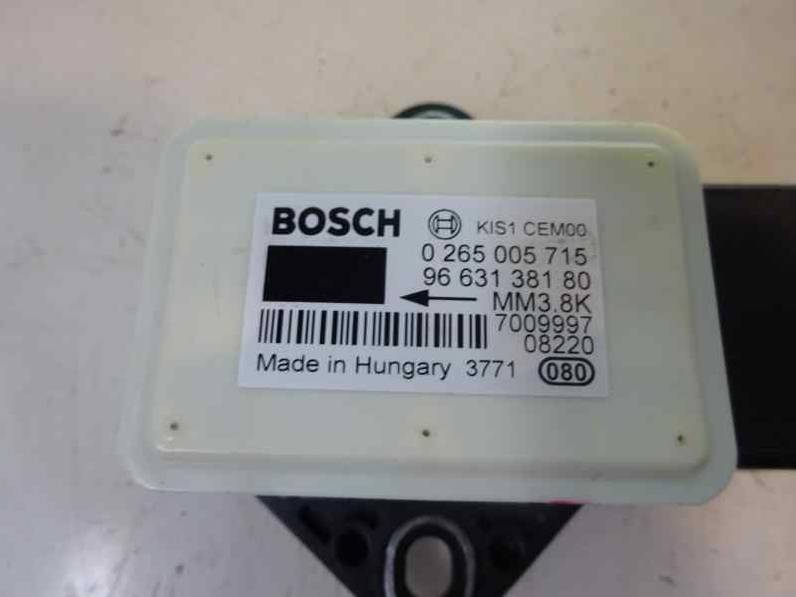 BOSCH KIS1 CEM00
0 265 005 715
96 631 381 80
MM3.8K
7009997
08220
Made in Hungary 3771 080